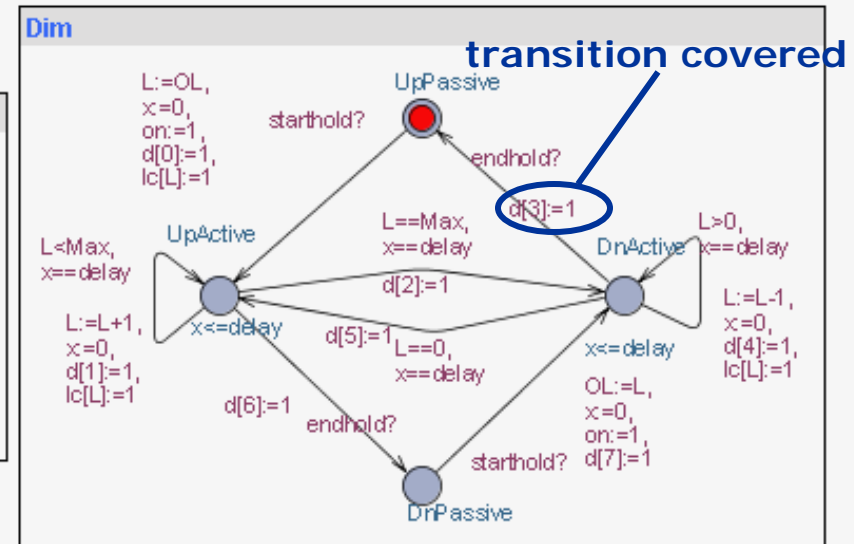 Dim
transition covered
UpPassive
L:=OL,
x:=0,
on:=1,
d[0]:=1,
lc[L]:=1
starthold?
endhold?
d[3]:=1
L<Max,
x==delay
UpActive
L==Max,
x==delay
d[2]:=1
DnActive
L>0,
x==delay
L:=L+1,
x:=0,
d[1]:=1,
lc[L]:=1
x<=delay
d[5]:=1
L==0,
x==delay
x<=delay
L:=L-1,
x:=0,
d[4]:=1,
lc[L]:=1
d[6]:=1
endhold?
OL:=L,
x:=0,
on:=1,
d[7]:=1
starthold?
DnPassive